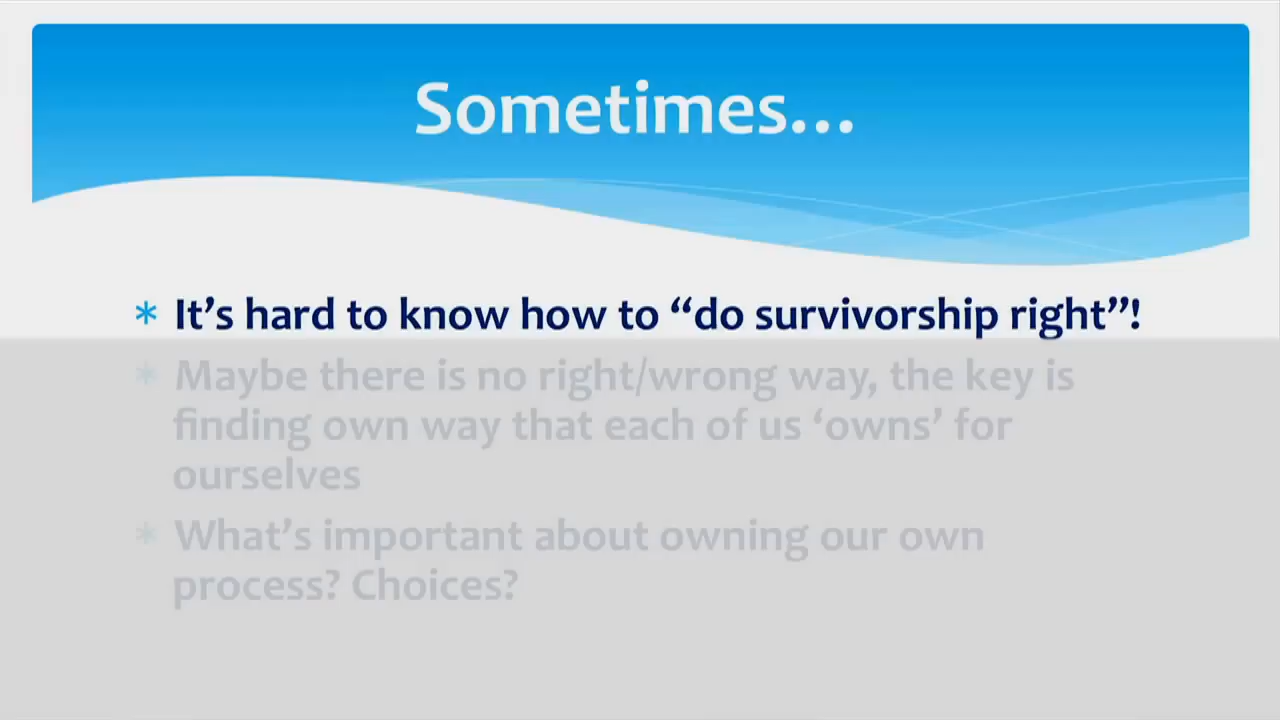 Sometimes…
* It’s hard to know how to “do survivorship right”!
* Maybe there is no right/wrong way, the key is
finding own way that each of us ‘owns’ for
ourselves
* What’s important about owning our own
process? Choices?